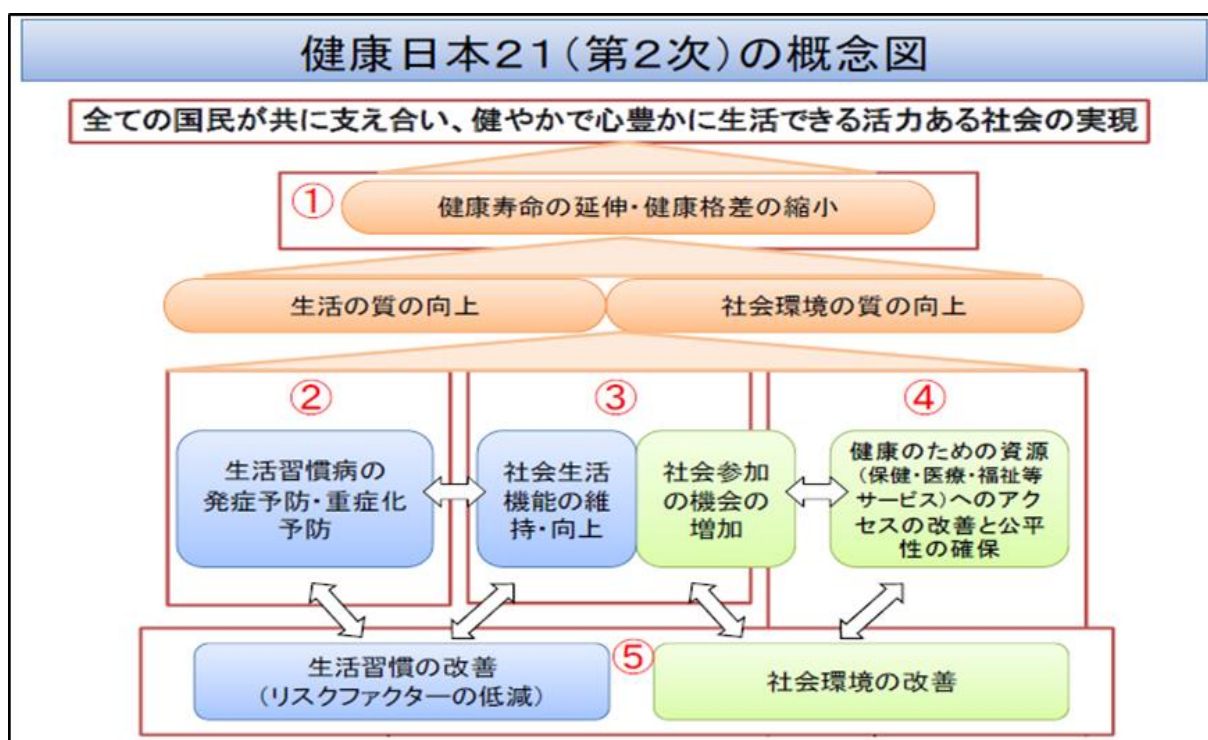 健康日本２１（第２次）の概念図
全ての国民が共に支え合い、健やかで心豊かに生活できる活力ある社会の実現
①
健康寿命の延伸・健康格差の縮小
生活の質の向上
社会環境の質の向上
②
生活習慣病の
発症予防・重症化
予防
③
社会生活
機能の維
持・向上
社会参加
の機会の
増加
④
健康のための資源
（保健・医療・福祉等
サービス）へのアク
セスの改善と公平
性の確保
⑤
生活習慣の改善
（リスクファクターの低減）
社会環境の改善